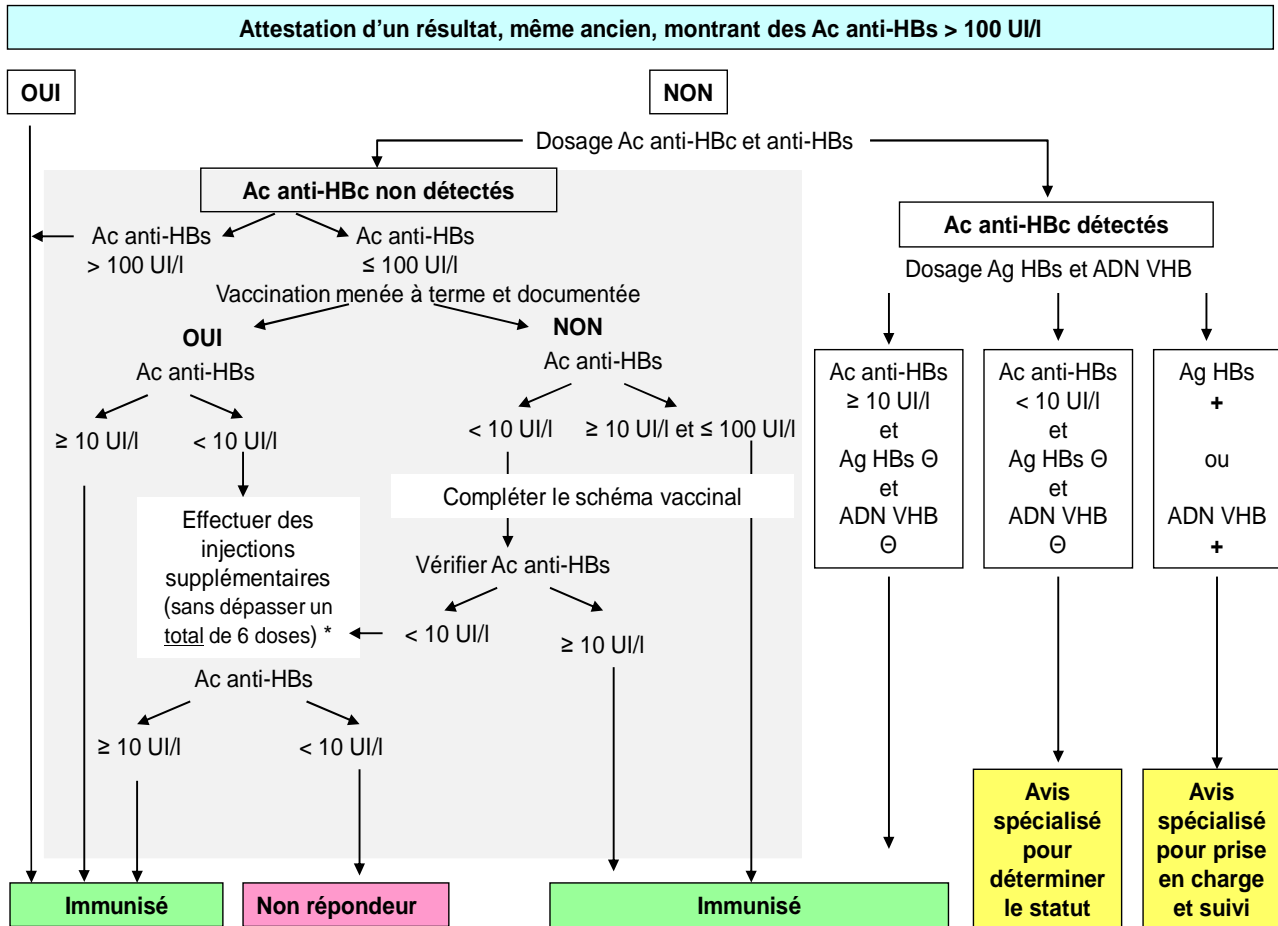 Attestation d'un résultat, même ancien, montrant des Ac anti-HBs > 100 UI/l
OUI
NON
Dosage Ac anti-HBc et anti-HBs
Ac anti-HBc non détectés
Ac anti-HBs
> 100 UI/l
Ac anti-HBs
≤ 100 UI/l
Vaccination menée à terme et documentée
OUI
Ac anti-HBs
≥ 10 UI/l
< 10 UI/l
Effectuer des
injections
supplémentaires
(sans dépasser un
total de 6 doses) *
Ac anti-HBs
≥ 10 UI/l
< 10 UI/l
NON
Ac anti-HBs
< 10 UI/l
≥ 10 UI/l et ≤ 100 UI/l
Compléter le schéma vaccinal
Vérifier Ac anti-HBs
< 10 UI/l
≥ 10 UI/l
Ac anti-HBc détectés
Dosage Ag HBs et ADN VHB
Ac anti-HBs
≥ 10 UI/l
et
Ag HBs Θ
et
ADN VHB
Θ
Ac anti-HBs
< 10 UI/l
et
Ag HBs Θ
et
ADN VHB
Θ
Ag HBs
+
ou
ADN VHB
+
Immunisé
Non répondeur
Immunisé
Avis
spécialisé
pour
déterminer
le statut
Avis
spécialisé
pour prise
en charge
et suivi